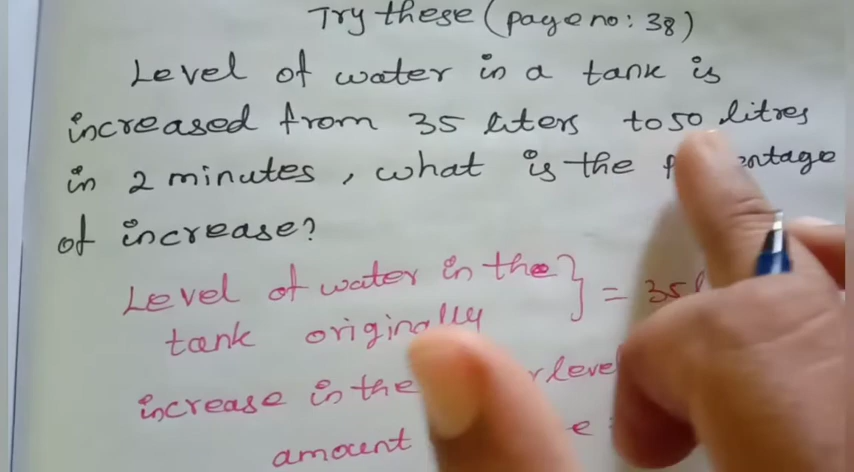 Try these (page no: 38)
Level of water in a tank is
increased from 35 liters to 50 litres
in 2 minutes, what is the
of increase?
Level of water in the } = 35
tank originally
increase in the
amount